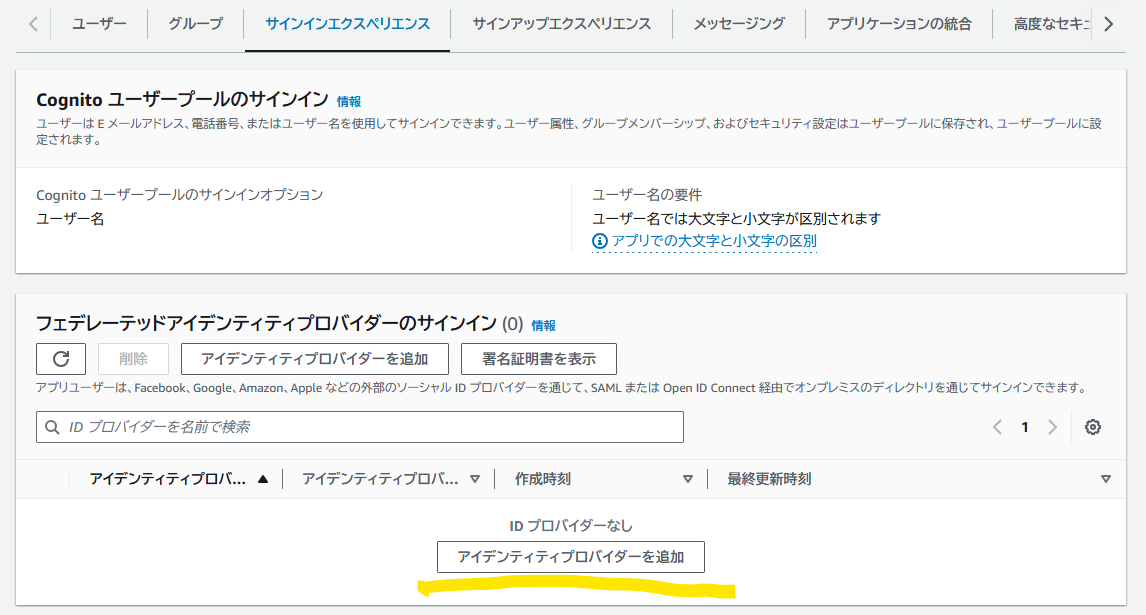 ユーザー
グループ
サインインエクスペリエンス
サインアップエクスペリエンス
メッセージング
アプリケーションの統合
高度なセキ
Cognito ユーザープールのサインイン 情報
ユーザーは E メールアドレス、電話番号、またはユーザー名を使用してサインインできます。ユーザー属性、グループメンバーシップ、およびセキュリティ設定はユーザープールに保存され、ユーザープールに設
定されます。
Cognito ユーザープールのサインインオプション
ユーザー名
ユーザー名の要件
ユーザー名では大文字と小文字が区別されます
アプリでの大文字と小文字の区別
フェデレーテッドアイデンティティプロバイダーのサインイン (0) 情報
削除
アイデンティティプロバイダーを追加
署名証明書を表示
アプリユーザーは、Facebook、Google、Amazon、Apple などの外部のソーシャル ID プロバイダーを通じて、SAML または Open ID Connect 経由でオンプレミスのディレクトリを通じてサインインできます。
ID プロバイダーを名前で検索
1
アイデンティティプロバ...
アイデンティティプロバ...
作成時刻
最終更新時刻
ID プロバイダーなし
アイデンティティプロバイダーを追加